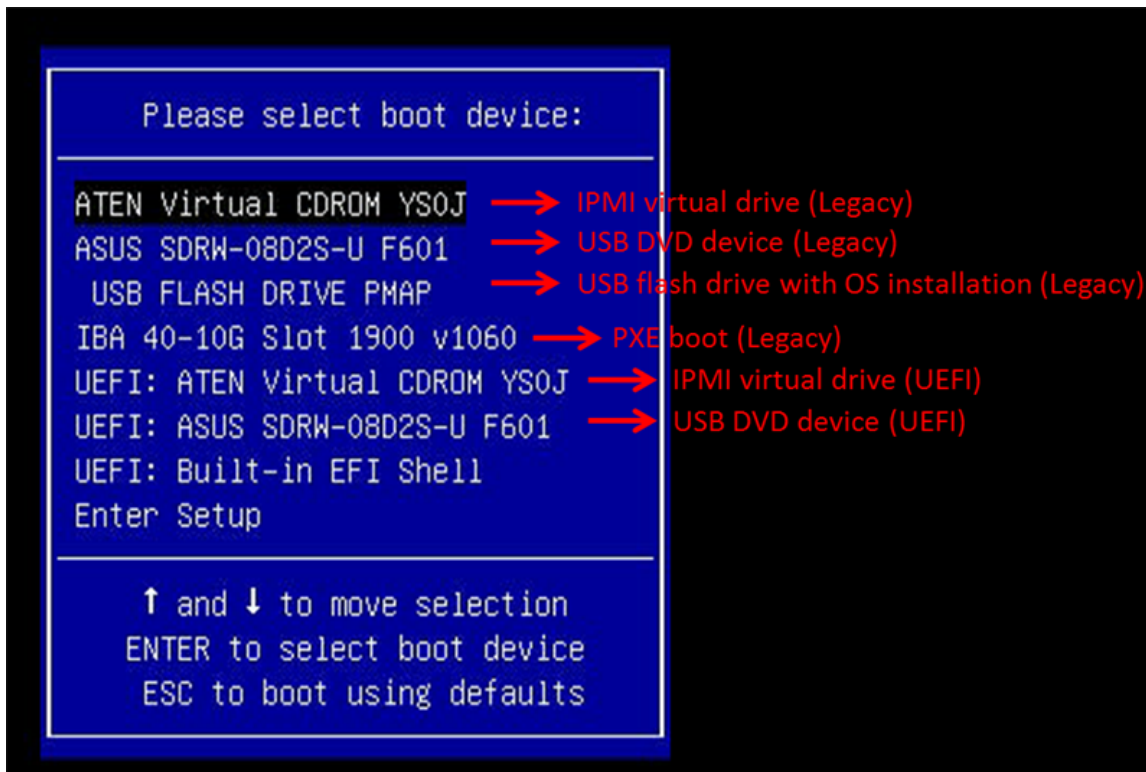 Please select boot device:
ATEN Virtual CDROM YS0J IPMI virtual drive (Legacy)
ASUS SDRW-08D2S-U F601 USB DVD device (Legacy)
USB FLASH DRIVE PMAP USB flash drive with OS installation (Legacy)
IBA 40-10G Slot 1900 v1060 PXE boot (Legacy)
UEFI: ATEN Virtual CDROM YS0J IPMI virtual drive (UEFI)
UEFI: ASUS SDRW-08D2S-U F601 USB DVD device (UEFI)
UEFI: Built-in EFI Shell
Enter Setup
↑ and ↓ to move selection
ENTER to select boot device
ESC to boot using defaults